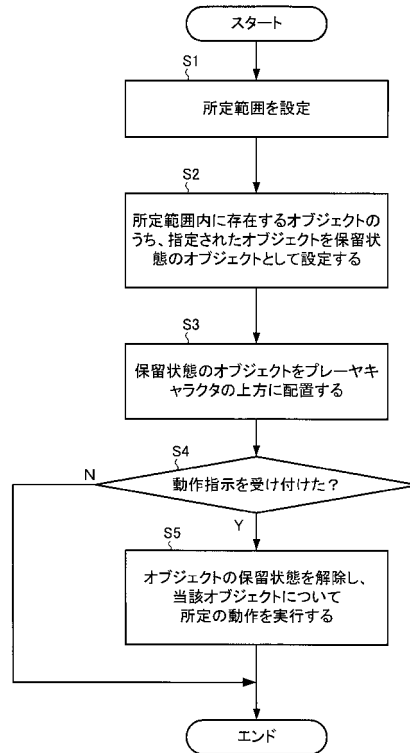 スタート
S1
所定範囲を設定
S2
所定範囲内に存在するオブジェクトの
うち、指定されたオブジェクトを保留状
態のオブジェクトとして設定する
S3
保留状態のオブジェクトをプレーヤキ
ャラクタの上方に配置する
S4
N
動作指示を受け付けた?
Y
S5
オブジェクトの保留状態を解除し、
当該オブジェクトについて
所定の動作を実行する
エンド